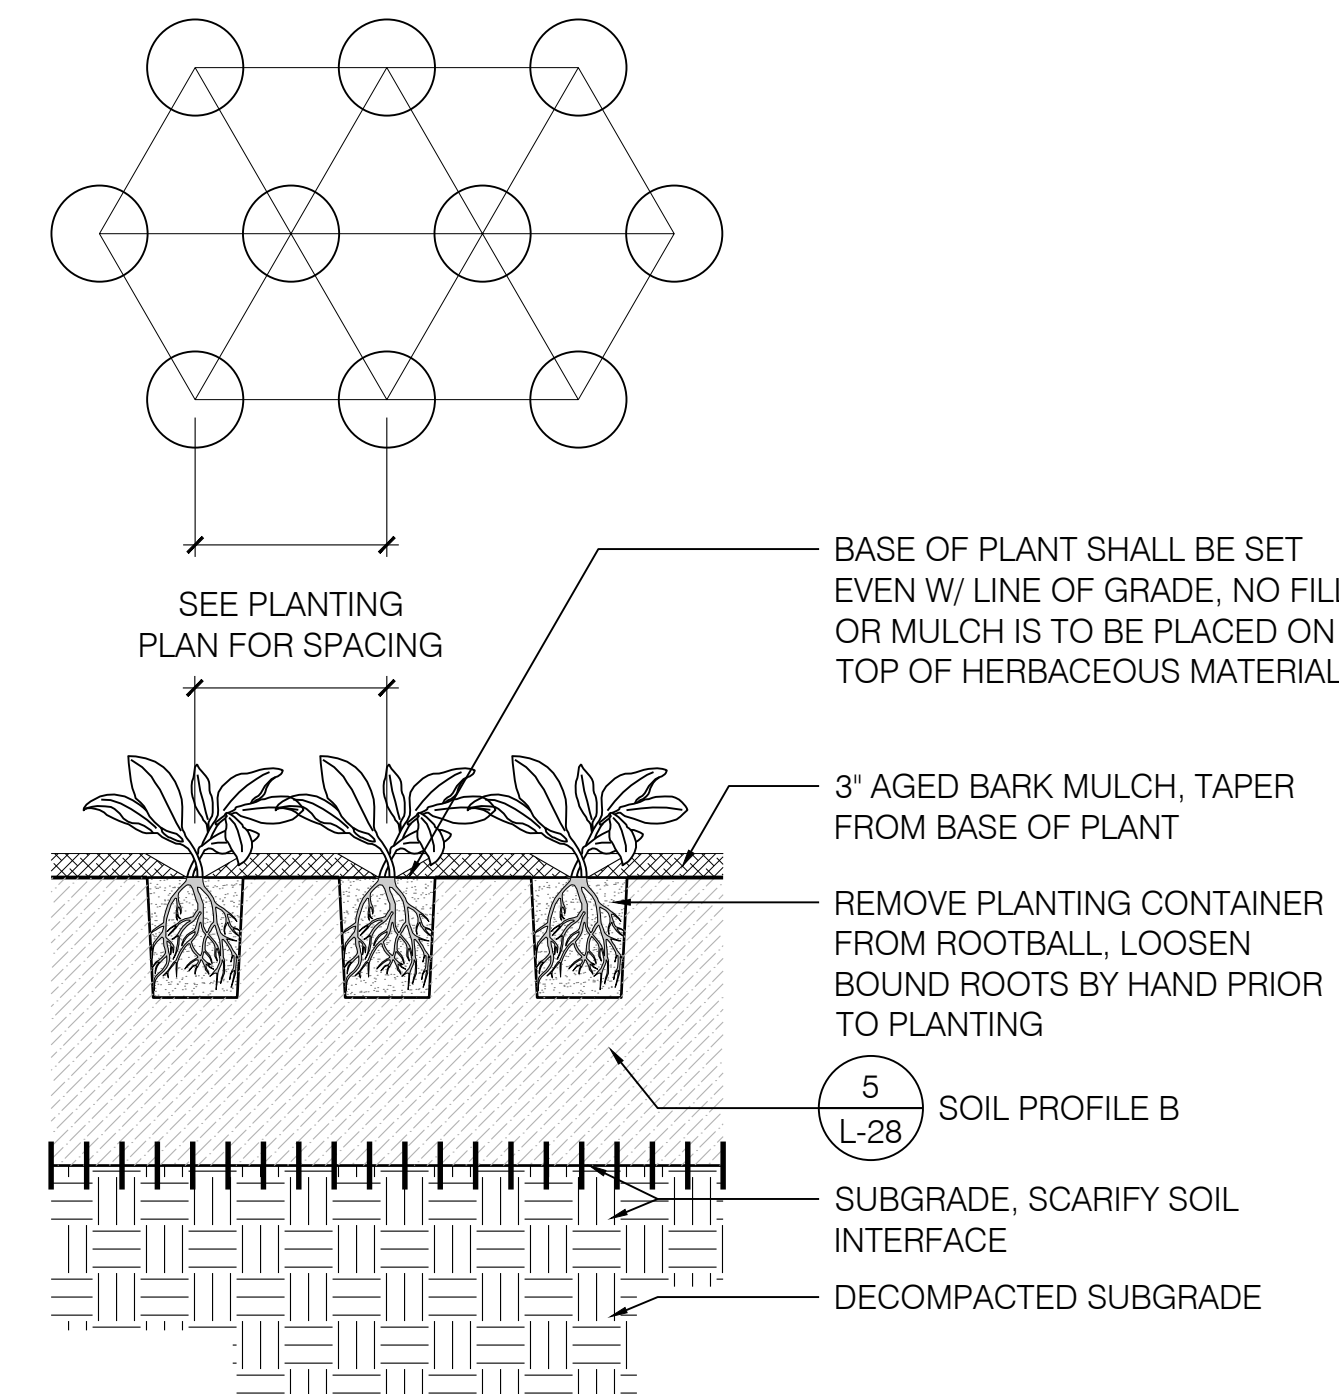 SEE PLANTING
PLAN FOR SPACING
BASE OF PLANT SHALL BE SET
EVEN W/ LINE OF GRADE, NO FILL
OR MULCH IS TO BE PLACED ON
TOP OF HERBACEOUS MATERIAL
3" AGED BARK MULCH, TAPER
FROM BASE OF PLANT
REMOVE PLANTING CONTAINER
FROM ROOTBALL, LOOSEN
BOUND ROOTS BY HAND PRIOR
TO PLANTING
5
L-28
SOIL PROFILE B
SUBGRADE, SCARIFY SOIL
INTERFACE
DECOMPACTED SUBGRADE